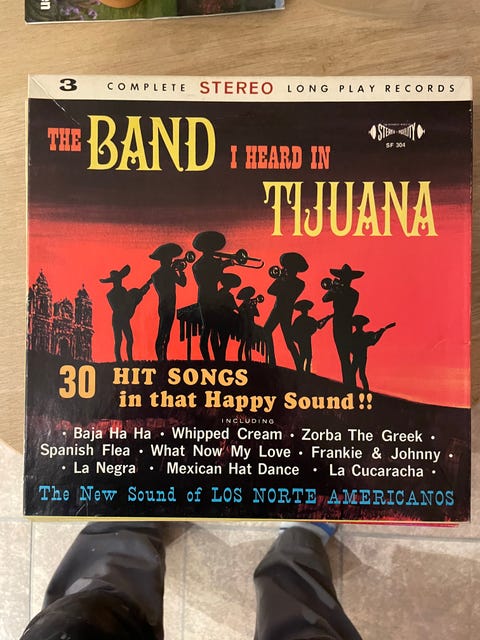 3 COMPLETE STEREO LONG PLAY RECORDS
THE BAND I HEARD IN
TIJUANA
STEREO-FIDELITY
SF 304
30 HIT SONGS
in that Happy Sound!!
INCLUDING
• Baja Ha Ha • Whipped Cream • Zorba The Greek •
Spanish Flea • What Now My Love • Frankie & Johnny •
• La Negra • Mexican Hat Dance • La Cucaracha •
The New Sound of LOS NORTE AMERICANOS